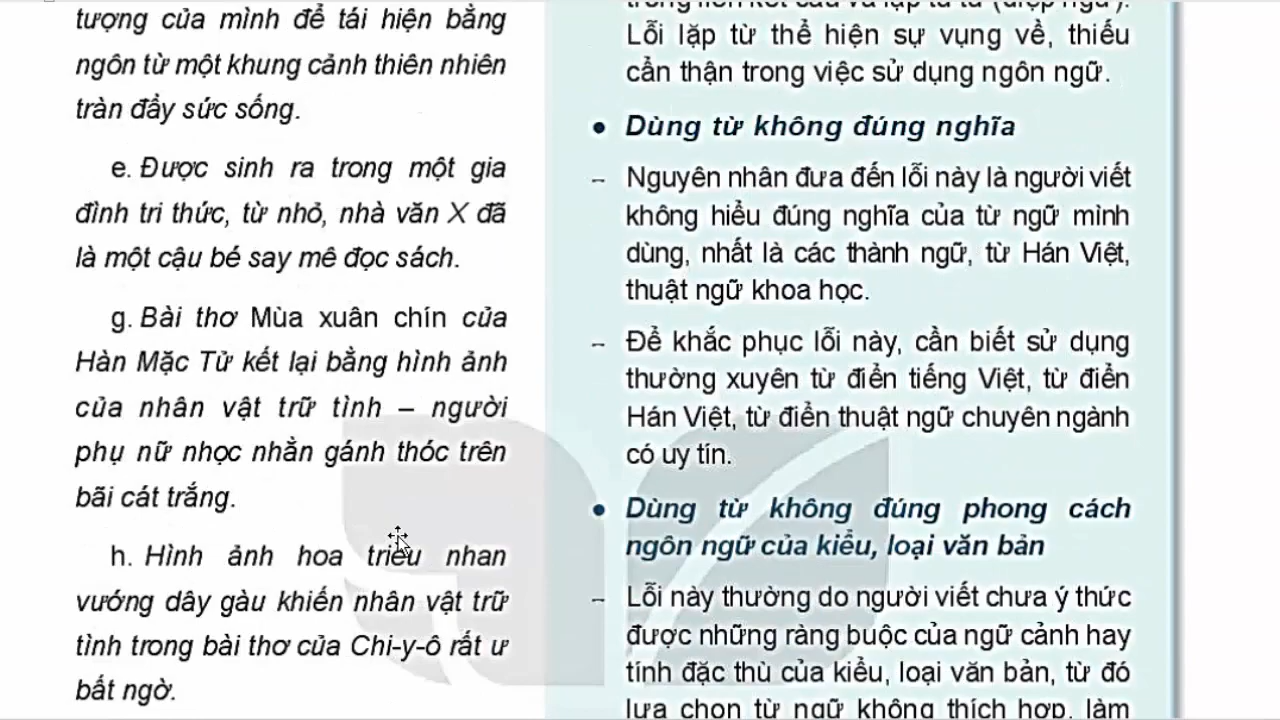 tượng của mình để tái hiện bằng
ngôn từ một khung cảnh thiên nhiên
tràn đầy sức sống.
e. Được sinh ra trong một gia
đình tri thức, từ nhỏ, nhà văn X đã
là một cậu bé say mê đọc sách.
g. Bài thơ Mùa xuân chín của
Hàn Mặc Tử kết lại bằng hình ảnh
của nhân vật trữ tình – người
phụ nữ nhọc nhằn gánh thóc trên
bãi cát trắng.
h. Hình ảnh hoa triêu nhan
vướng dây gàu khiến nhân vật trữ
tình trong bài thơ của Chi-y-ô rất ư
bất ngờ.
trong liên kết câu và lặp tu từ (điệp ngữ).
Lỗi lặp từ thể hiện sự vụng về, thiếu
cẩn thận trong việc sử dụng ngôn ngữ.
● Dùng từ không đúng nghĩa
– Nguyên nhân đưa đến lỗi này là người viết
không hiểu đúng nghĩa của từ ngữ mình
dùng, nhất là các thành ngữ, từ Hán Việt,
thuật ngữ khoa học.
– Để khắc phục lỗi này, cần biết sử dụng
thường xuyên từ điển tiếng Việt, từ điển
Hán Việt, từ điển thuật ngữ chuyên ngành
có uy tín.
● Dùng từ không đúng phong cách
ngôn ngữ của kiểu, loại văn bản
– Lỗi này thường do người viết chưa ý thức
được những ràng buộc của ngữ cảnh hay
tính đặc thù của kiểu, loại văn bản, từ đó
lựa chọn từ ngữ không thích hợp, làm